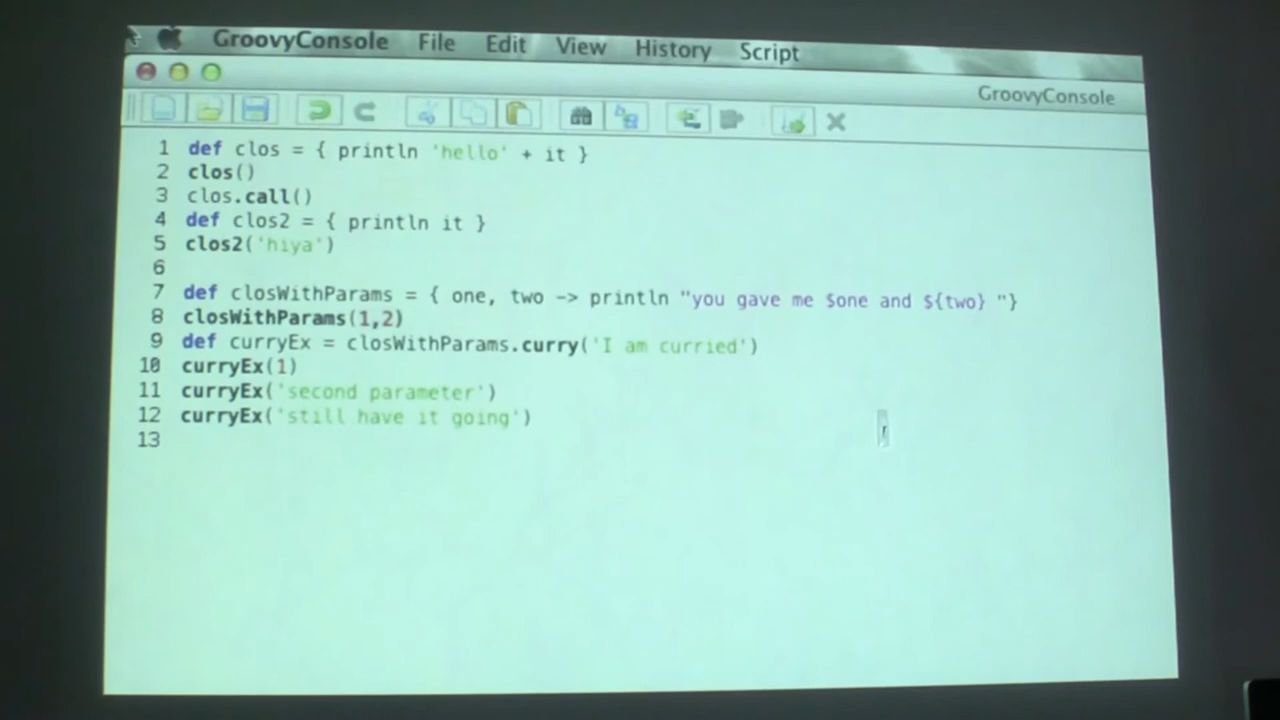 GroovyConsole File Edit View History Script
GroovyConsole
1 def clos = { println 'hello' + it }
2 clos()
3 clos.call()
4 def clos2 = { println it }
5 clos2('hiya')
6
7 def closWithParams = { one, two -> println "you gave me $one and ${two} "}
8 closWithParams(1,2)
9 def curryEx = closWithParams.curry('I am curried')
10 curryEx(1)
11 curryEx('second parameter')
12 curryEx('still have it going')
13